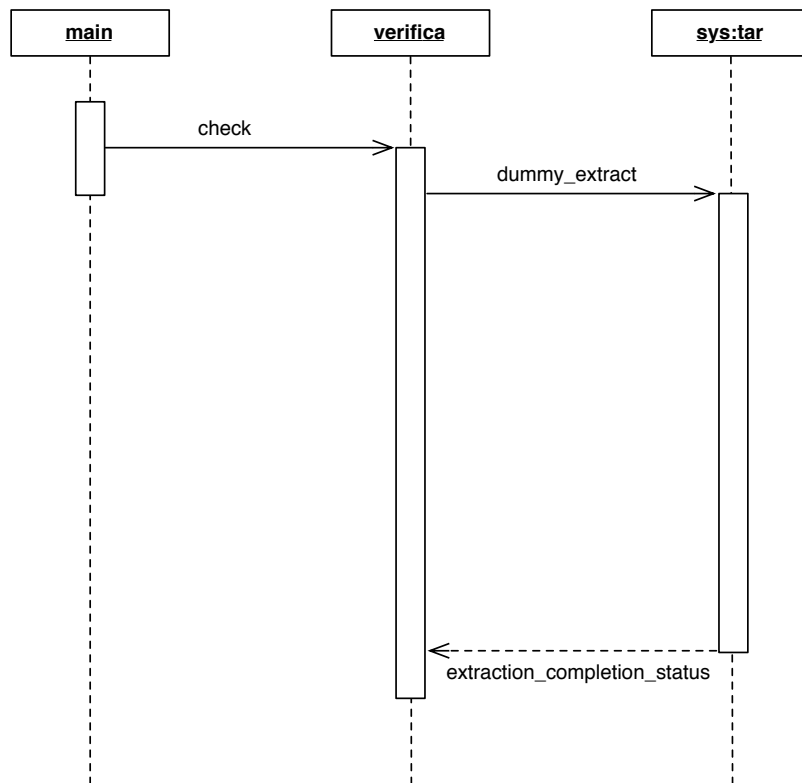 main
verifica
sys:tar
check
dummy_extract
extraction_completion_status